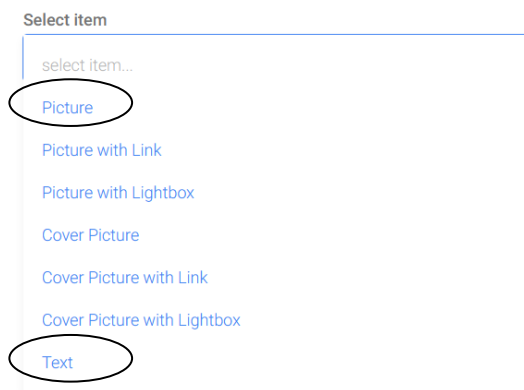 Select item
select item...
Picture
Picture with Link
Picture with Lightbox
Cover Picture
Cover Picture with Link
Cover Picture with Lightbox
Text